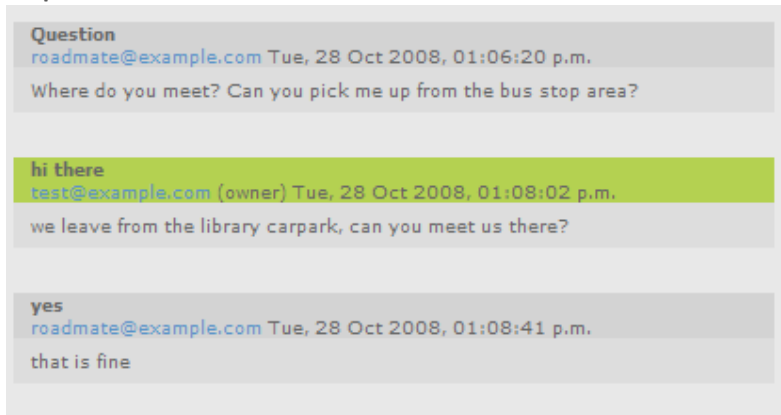 Question
roadmate@example.com Tue, 28 Oct 2008, 01:06:20 p.m.
Where do you meet? Can you pick me up from the bus stop area?
hi there
test@example.com (owner) Tue, 28 Oct 2008, 01:08:02 p.m.
we leave from the library carpark, can you meet us there?
yes
roadmate@example.com Tue, 28 Oct 2008, 01:08:41 p.m.
that is fine